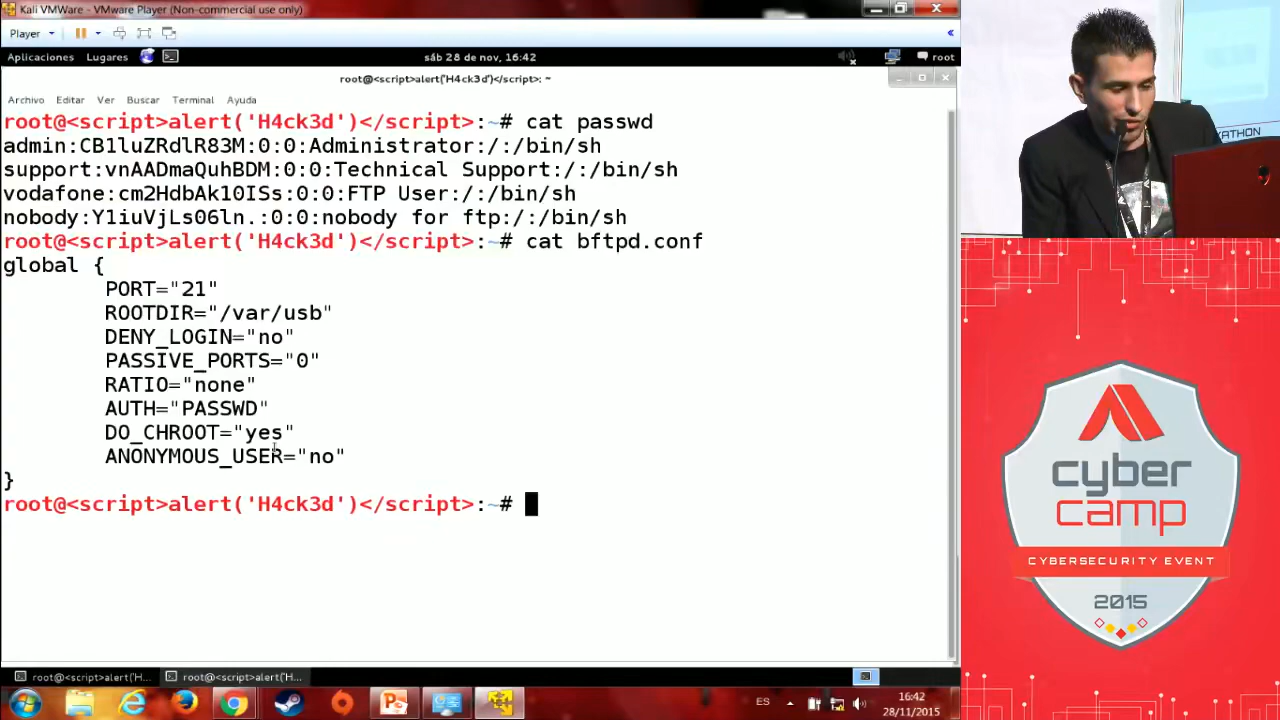 Kali VMWare - VMware Player (Non-commercial use only)
Player
Aplicaciones Lugares sáb 28 de nov, 16:42 root
root@<script>alert('H4ck3d')</script>: ~
Archivo Editar Ver Buscar Terminal Ayuda
root@<script>alert('H4ck3d')</script>:~# cat passwd
admin:CB1luZRdlR83M:0:0:Administrator:/:/bin/sh
support:vnAADmaQuhBDM:0:0:Technical Support:/:/bin/sh
vodafone:cm2HdbAk10ISs:0:0:FTP User:/:/bin/sh
nobody:Y1iuVjLs06ln.:0:0:nobody for ftp:/:/bin/sh
root@<script>alert('H4ck3d')</script>:~# cat bftpd.conf
global {
PORT="21"
ROOTDIR="/var/usb"
DENY_LOGIN="no"
PASSIVE_PORTS="0"
RATIO="none"
AUTH="PASSWD"
DO_CHROOT="yes"
ANONYMOUS_USER="no"
}
root@<script>alert('H4ck3d')</script>:~#
root@<script>alert('H... root@<script>alert('H...
ES 16:42
28/11/2015
cyber
camp
CYBERSECURITY EVENT
2015